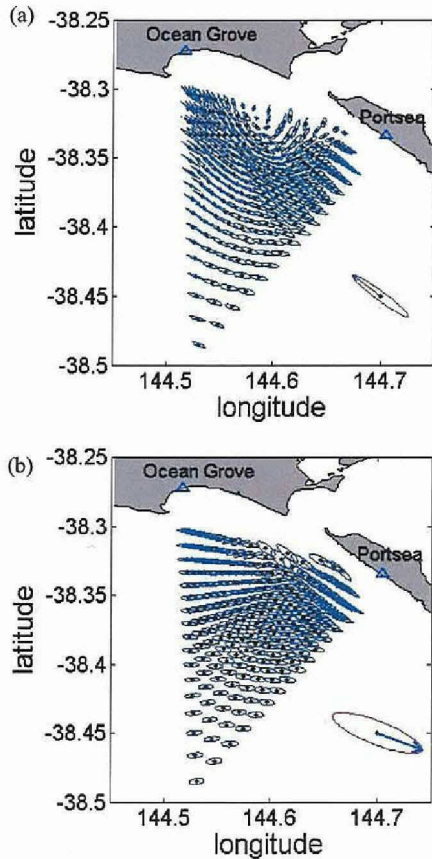 (a)
-38.25
Ocean Grove
-38.3
Portsea
-38.35
latitude
-38.4
-38.45
-38.5
144.5 144.6 144.7
longitude
(b)
-38.25
Ocean Grove
-38.3
Portsea
-38.35
latitude
-38.4
-38.45
-38.5
144.5 144.6 144.7
longitude